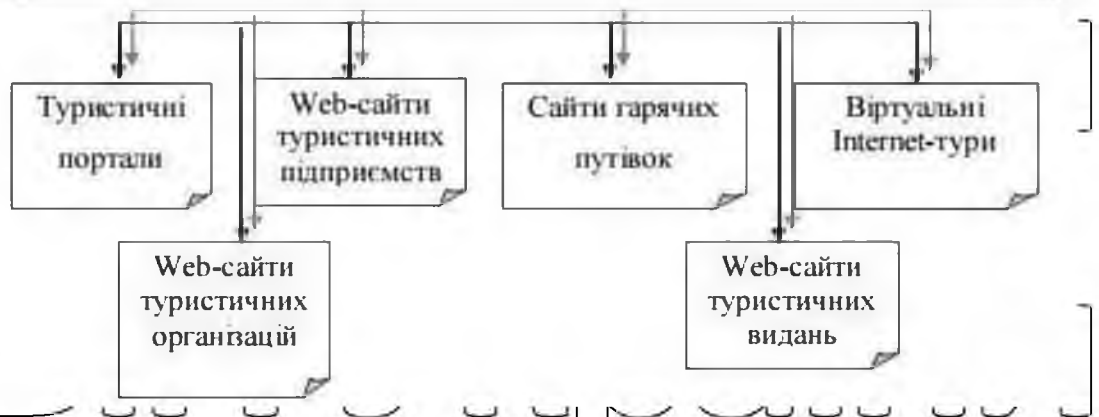 Туристичні
портали
Web-сайти
туристичних
підприємств
Сайти гарячих
путівок
Віртуальні
Internet-тури
Web-сайти
туристичних
організацій
Web-сайти
туристичних
видань